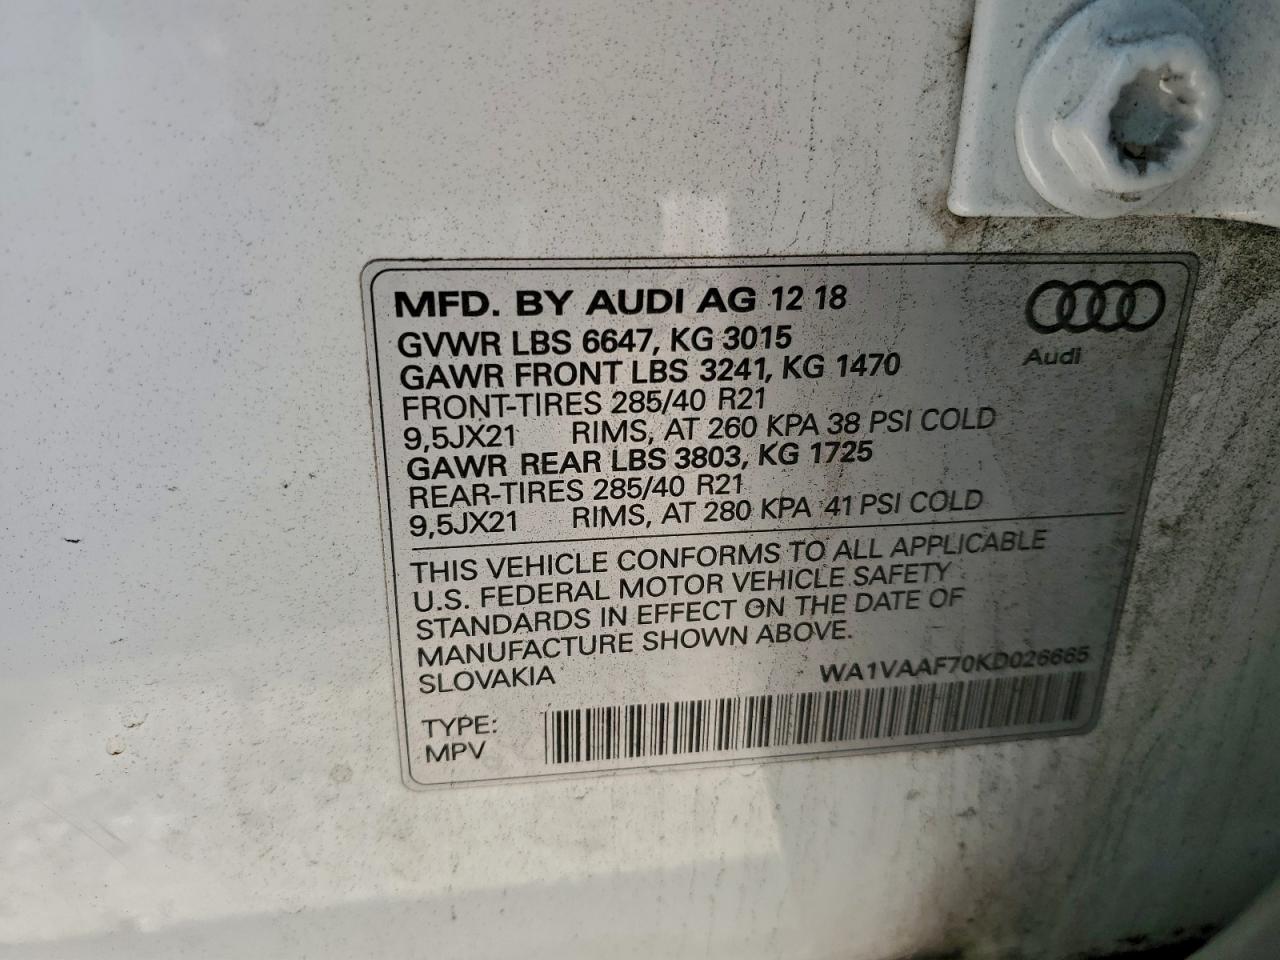 MFD. BY AUDI AG 12 18
GVWR LBS 6647, KG 3015
GAWR FRONT LBS 3241, KG 1470
FRONT-TIRES 285/40 R21
9,5JX21 RIMS, AT 260 KPA 38 PSI COLD
GAWR REAR LBS 3803, KG 1725
REAR-TIRES 285/40 R21
9,5JX21 RIMS, AT 280 KPA 41 PSI COLD
Audi
THIS VEHICLE CONFORMS TO ALL APPLICABLE
U.S. FEDERAL MOTOR VEHICLE SAFETY
STANDARDS IN EFFECT ON THE DATE OF
MANUFACTURE SHOWN ABOVE.
SLOVAKIA WA1VAAF70KD026665
TYPE:
MPV